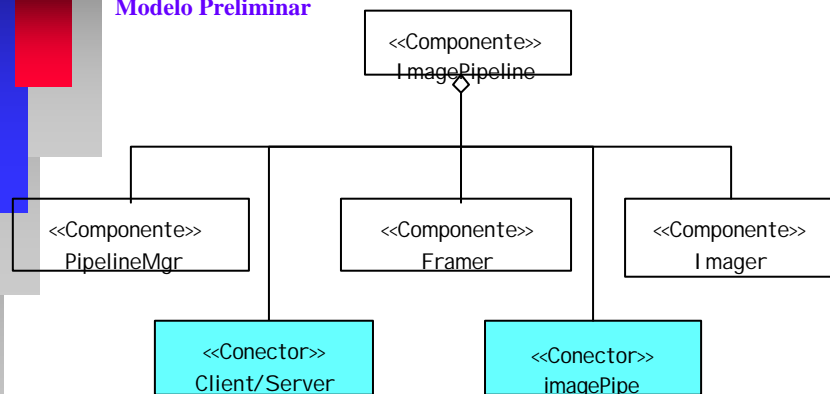 Modelo Preliminar
<<Componente>>
ImagePipeline
<<Componente>>
PipelineMgr
<<Componente>>
Framer
<<Componente>>
Imager
<<Conector>>
Client/Server
<<Conector>>
imagePipe